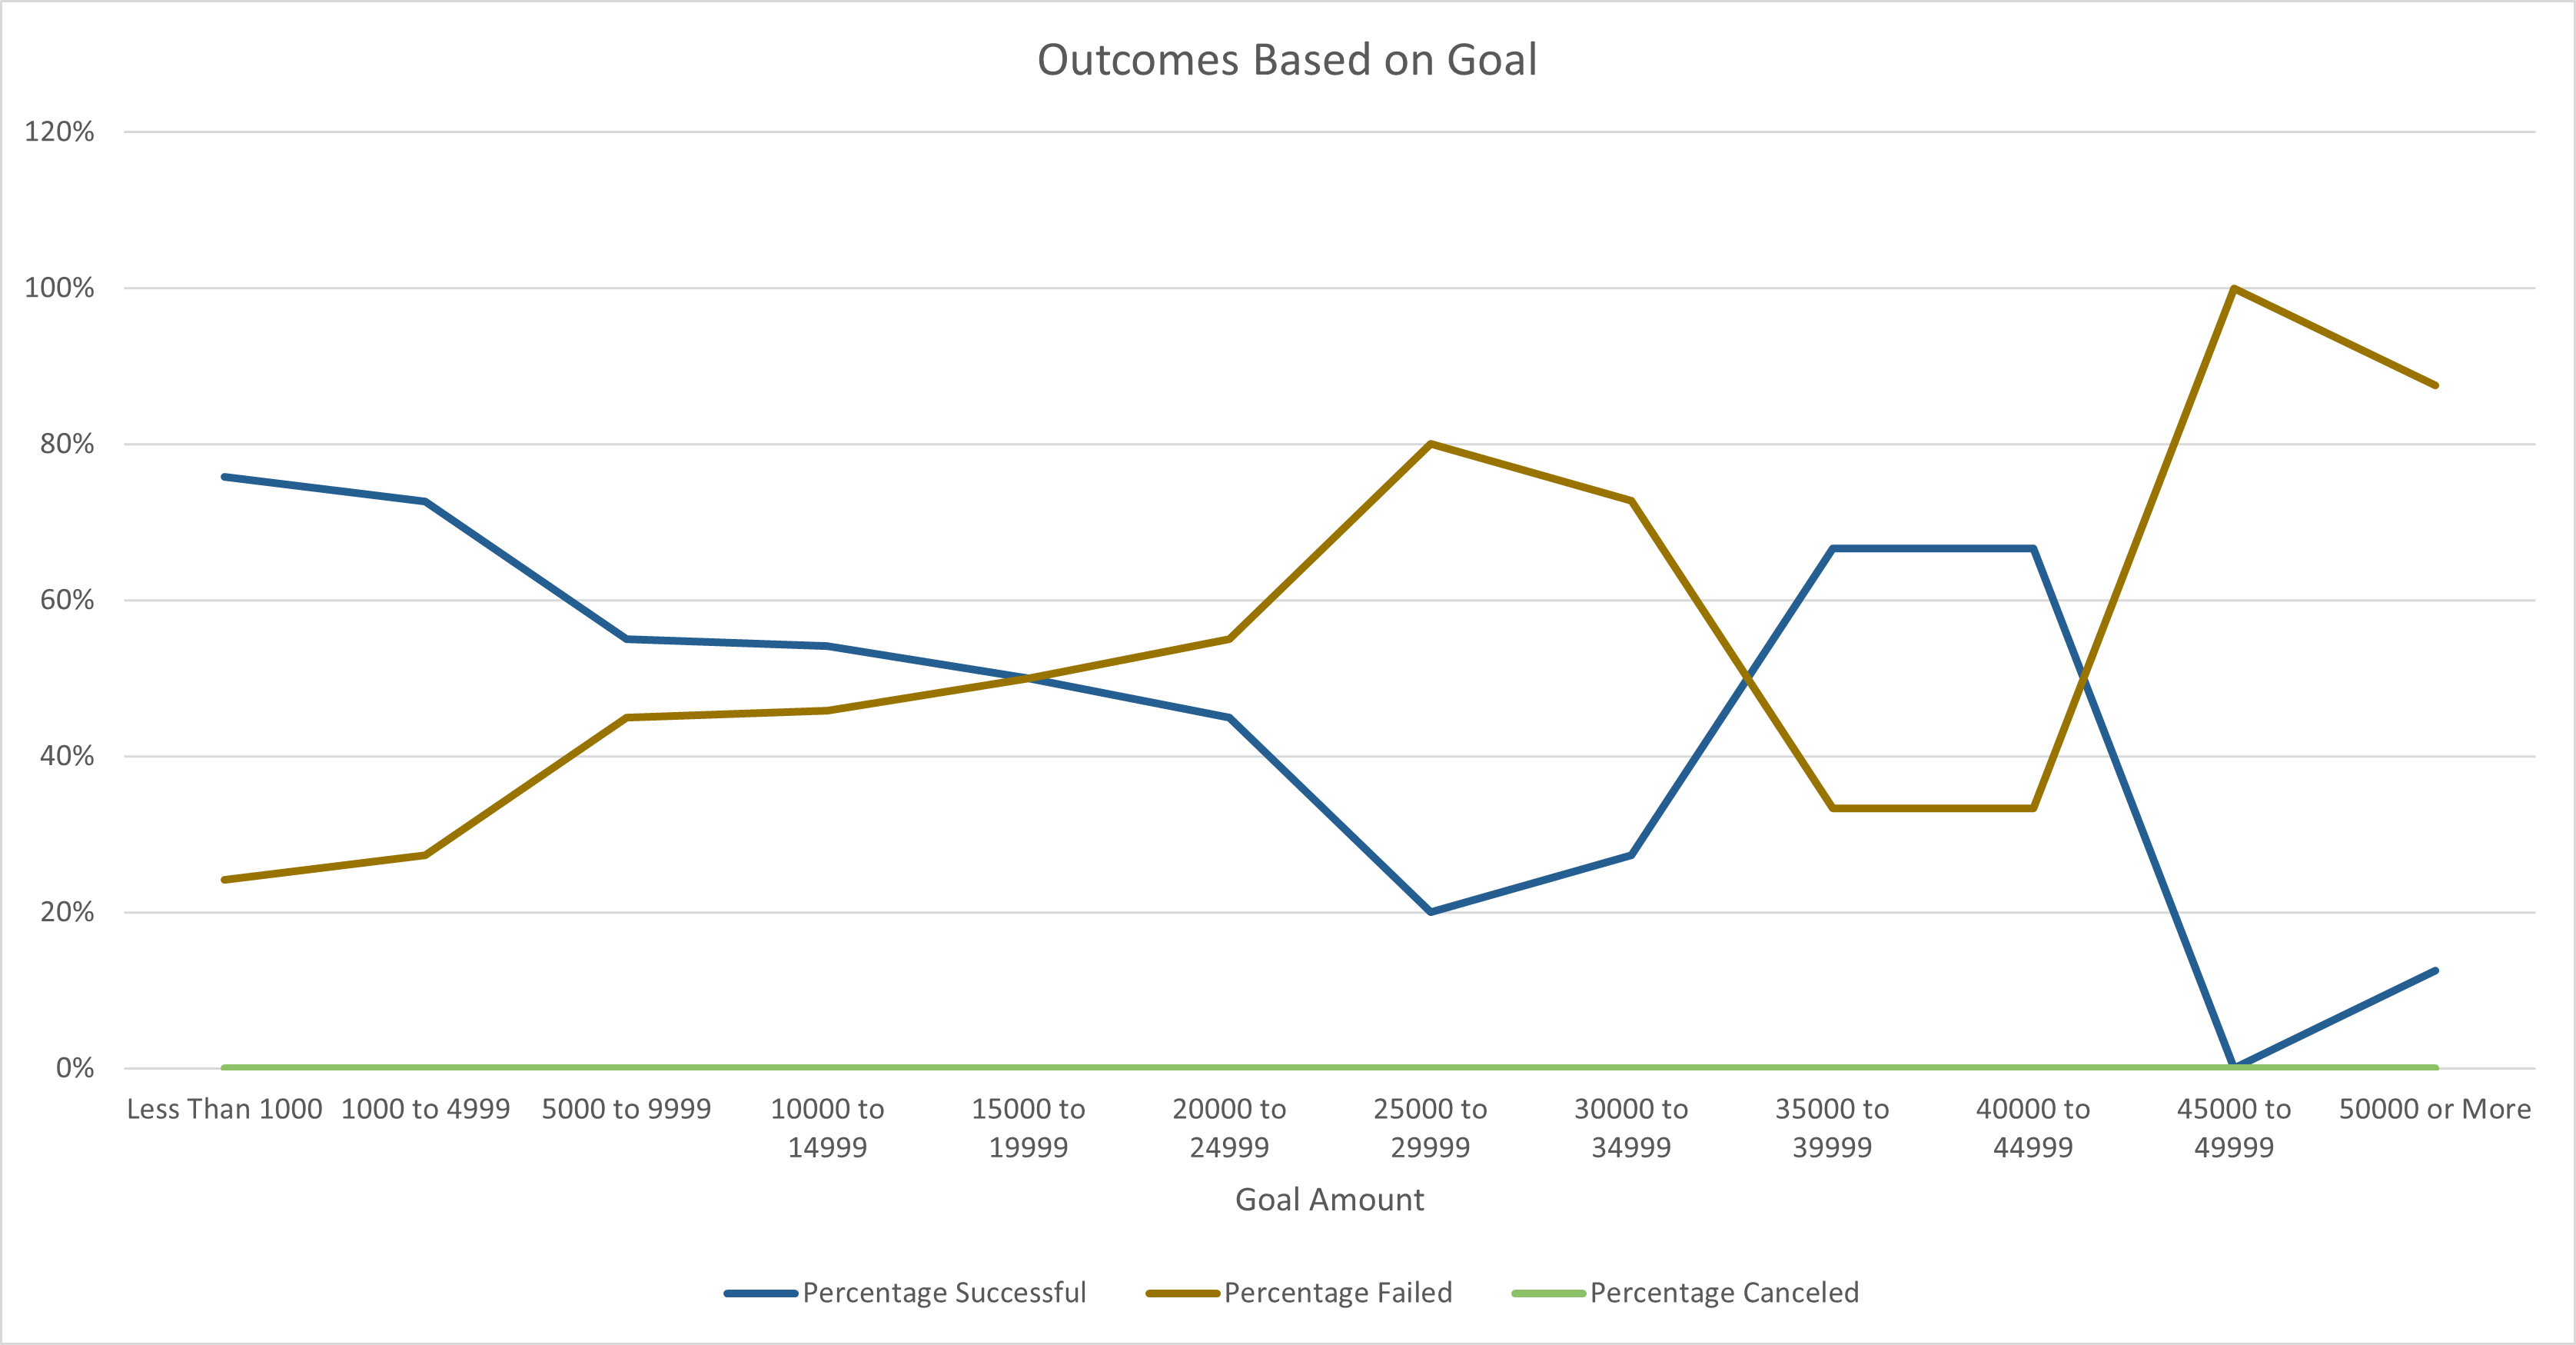 Outcomes Based on Goal
120%
100%
80%
60%
40%
20%
0%
Less Than 1000 1000 to 4999 5000 to 9999 10000 to 15000 to 20000 to 25000 to 30000 to 35000 to 40000 to 45000 to 50000 or More
14999 19999 24999 29999 34999 39999 44999 49999
Goal Amount
Percentage Successful Percentage Failed Percentage Canceled